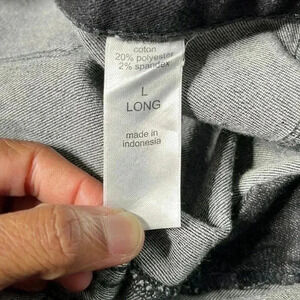 coton
20% polyester
2% spandex
L
LONG
made in
indonesia